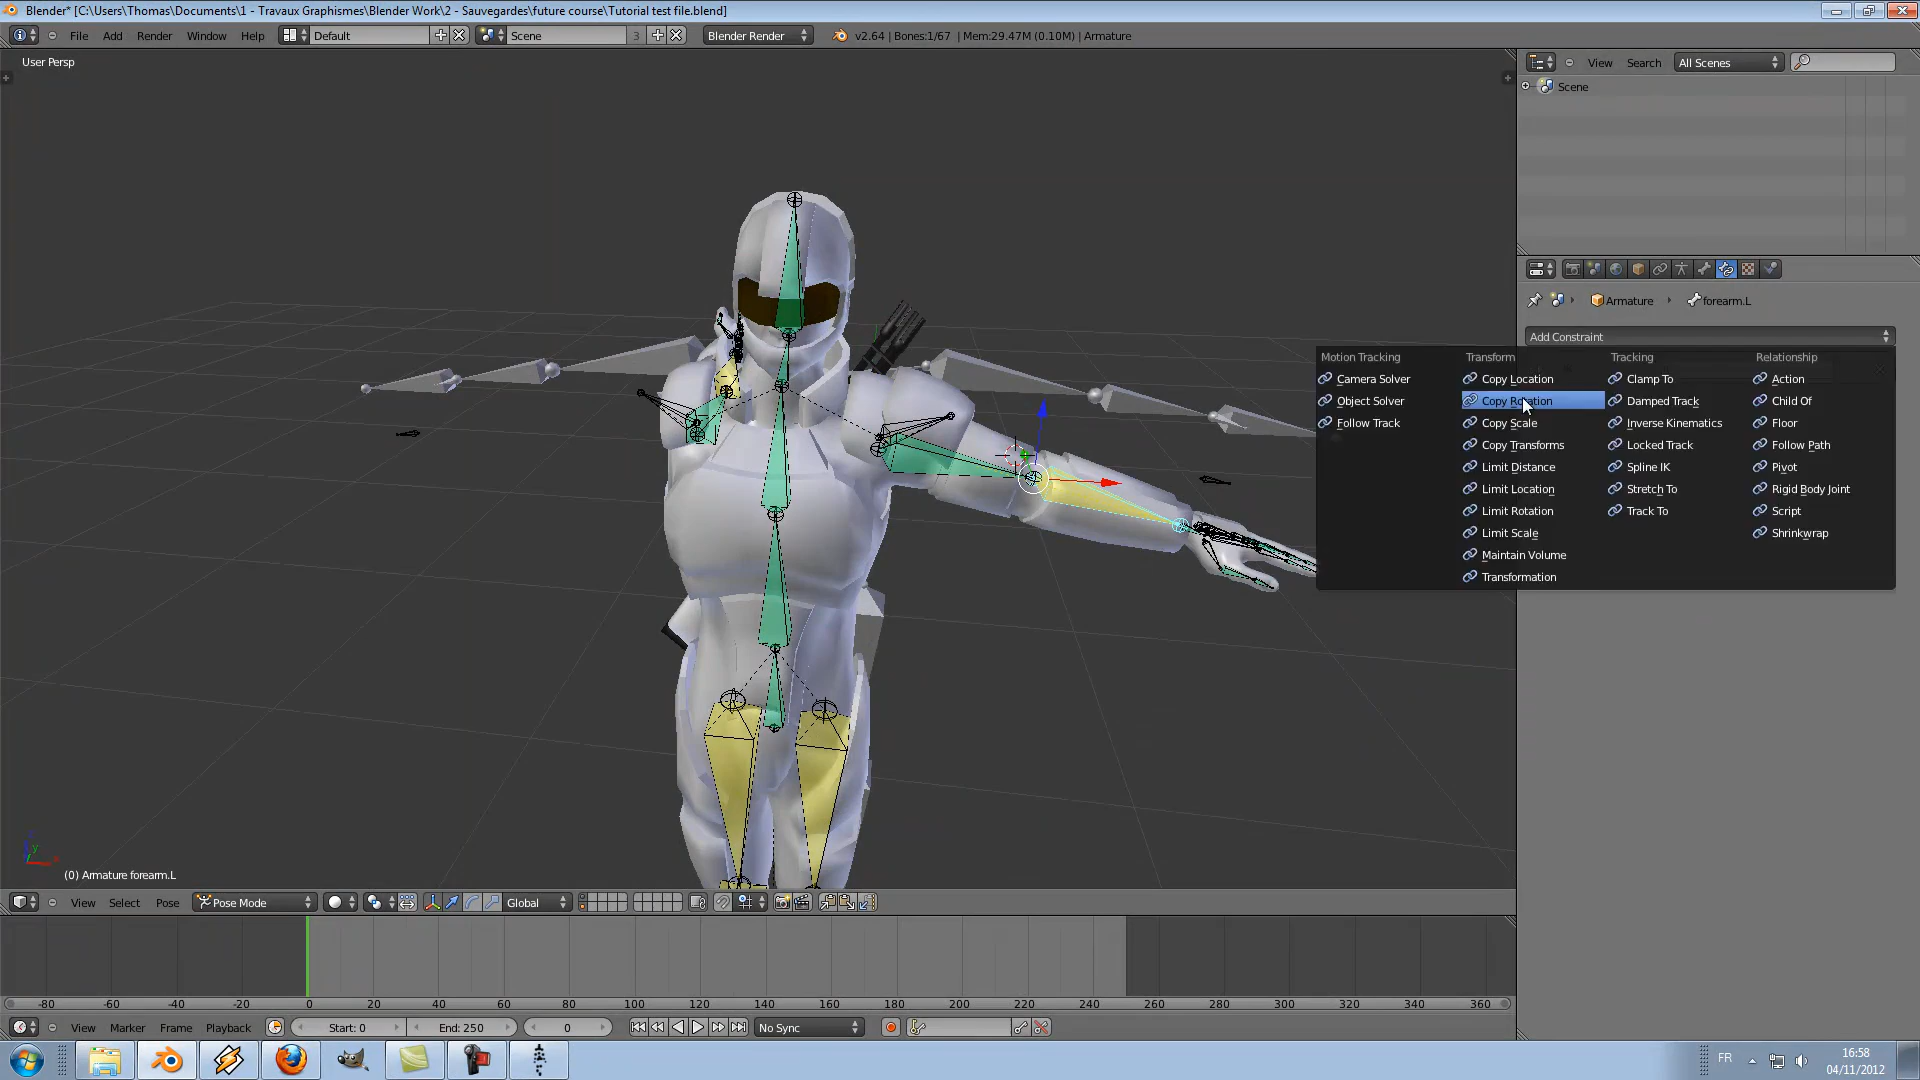 Blender* [C:\Users\Thomas\Documents\1 - Travaux Graphismes\Blender Work\2 - Sauvegardes\future course\Tutorial test file.blend]
File Add Render Window Help Default Scene 3 Blender Render v2.64 | Bones:1/67 | Mem:29.47M (0.10M) | Armature
User Persp
View Search All Scenes
Scene
Armature forearm.L
Add Constraint
Motion Tracking Transform Tracking Relationship
Camera Solver Copy Location Clamp To Action
Object Solver Copy Rotation Damped Track Child Of
Follow Track Copy Scale Inverse Kinematics Floor
Copy Transforms Locked Track Follow Path
Limit Distance Spline IK Pivot
Limit Location Stretch To Rigid Body Joint
Limit Rotation Track To Script
Limit Scale Shrinkwrap
Maintain Volume
Transformation
y
(0) Armature forearm.L
View Select Pose Pose Mode Global
-80 -60 -40 -20 0 20 40 60 80 100 120 140 160 180 200 220 240 260 280 300 320 340 360
View Marker Frame Playback Start: 0 End: 250 0 No Sync
FR 16:58
04/11/2012